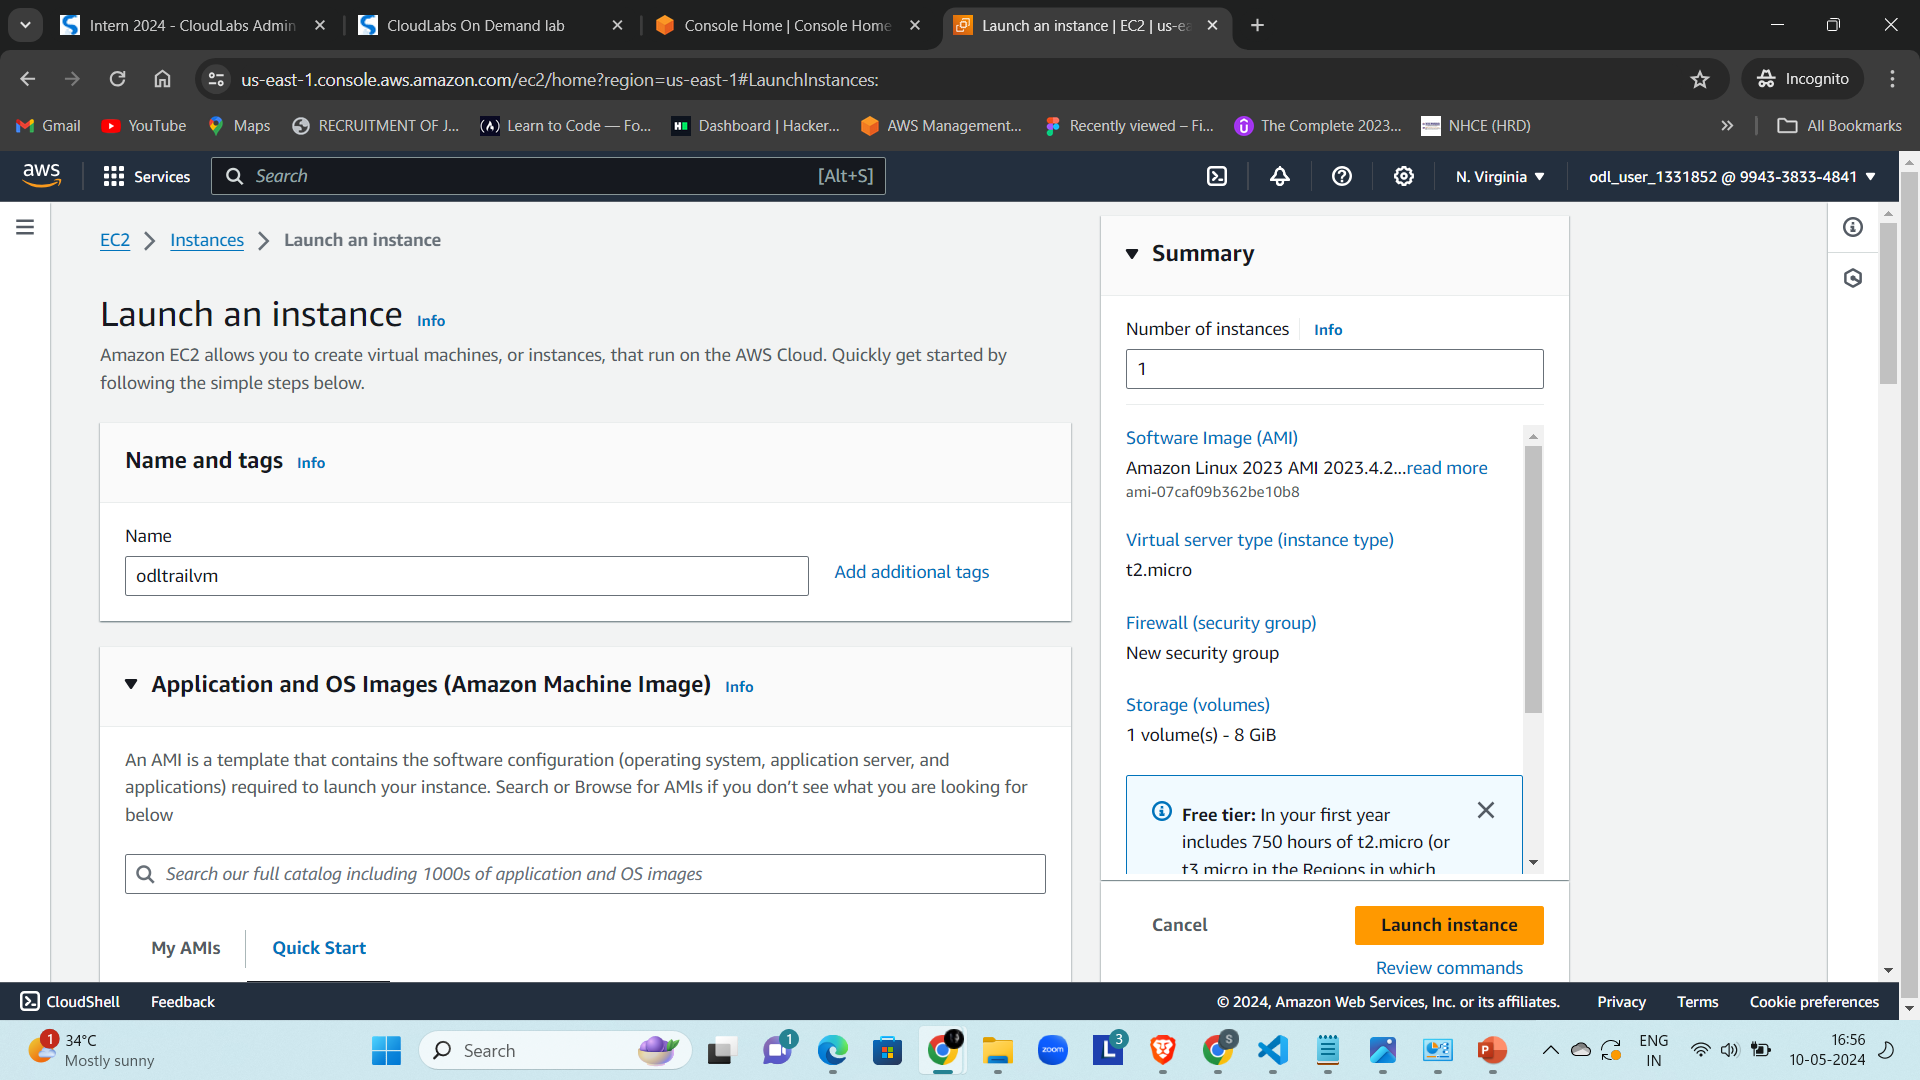 Intern 2024 - CloudLabs Admin
CloudLabs On Demand lab
Console Home | Console Home
Launch an instance | EC2 | us-ea
us-east-1.console.aws.amazon.com/ec2/home?region=us-east-1#LaunchInstances:
Incognito
Gmail
YouTube
Maps
RECRUITMENT OF J...
Learn to Code — Fo...
Dashboard | Hacker...
AWS Management...
Recently viewed – Fi...
The Complete 2023...
NHCE (HRD)
All Bookmarks
aws
Services
Search
[Alt+S]
N. Virginia
odl_user_1331852 @ 9943-3833-4841
EC2
Instances
Launch an instance
Launch an instance Info
Amazon EC2 allows you to create virtual machines, or instances, that run on the AWS Cloud. Quickly get started by
following the simple steps below.
Name and tags Info
Name
odltrailvm
Add additional tags
Application and OS Images (Amazon Machine Image) Info
An AMI is a template that contains the software configuration (operating system, application server, and
applications) required to launch your instance. Search or Browse for AMIs if you don’t see what you are looking for
below
Search our full catalog including 1000s of application and OS images
My AMIs
Quick Start
Summary
Number of instances Info
1
Software Image (AMI)
Amazon Linux 2023 AMI 2023.4.2...read more
ami-07caf09b362be10b8
Virtual server type (instance type)
t2.micro
Firewall (security group)
New security group
Storage (volumes)
1 volume(s) - 8 GiB
Free tier: In your first year
includes 750 hours of t2.micro (or
t3.micro in the Regions in which
Cancel
Launch instance
Review commands
CloudShell
Feedback
© 2024, Amazon Web Services, Inc. or its affiliates.
Privacy
Terms
Cookie preferences
1
34°C
Mostly sunny
Search
1
zoom
L
3
S
P
ENG
IN
16:56
10-05-2024